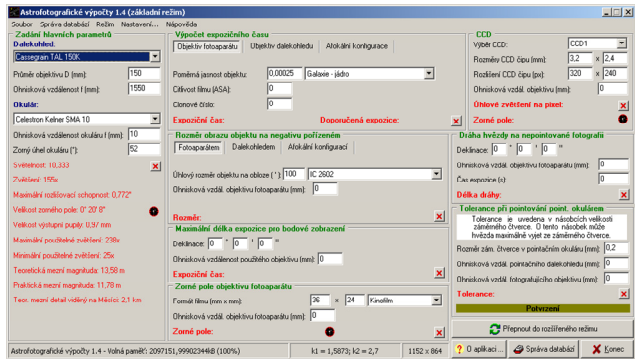 Astrofotografické výpočty 1.4 (základní režim)
Soubor Správa databází Režim Nastavení... Nápověda
Zadání hlavních parametrů
Dalekohled:
Cassegrain TAL 150K
Průměr objektivu D (mm): 150
Ohnisková vzdálenost f (mm): 1550
Okulár:
Celestron Kelner SMA 10
Ohnisková vzdálenost okuláru f (mm): 10
Zorný úhel okuláru (°): 52
Světelnost: 10,333
Zvětšení: 155x
Maximální rozlišovací schopnost: 0,772"
Velikost zorného pole: 0° 20' 8"
Velikost výstupní pupily: 0,97 mm
Maximální použitelné zvětšení: 238x
Minimální použitelné zvětšení: 25x
Teoretická mezní magnituda: 13,58 m
Praktická mezní magnituda: 11,78 m
Teor. mezní detail viděný na Měsíci: 2,1 km
Výpočet expozičního času
Objektiv fotoaparátu Objektiv dalekohledu Afokální konfigurace
Poměrná jasnost objektu: 0,00025 Galaxie - jádro
Citlivost filmu (ASA): 0
Clonové číslo: 0
Expoziční čas: Doporučená expozice:
Rozměr obrazu objektu na negativu pořízeném
Fotoaparátem Dalekohledem Afokální konfigurací
Úhlový rozměr objektu na obloze ( ' ): 100 IC 2602
Ohnisková vzdál. objektivu fotoaparátu (mm): 0
Rozměr:
Maximální délka expozice pro bodové zobrazení
Deklinace: 0 ° 0 ' 0 "
Ohnisková vzdálenost použitého objektivu (mm): 0
Expoziční čas:
Zorné pole objektivu fotoaparátu
Formát filmu (mm x mm): 36 × 24 Kinofilm
Ohnisková vzdál. objektivu fotoaparátu (mm): 0
Zorné pole:
CCD
Výběr CCD: CCD1
Rozměry CCD čipu (mm): 3,2 × 2,4
Rozlišení CCD čipu (px): 320 × 240
Ohnisková vzdál. objektivu (mm): 0
Úhlové zvětšení na pixel:
Zorné pole:
Dráha hvězdy na nepointované fotografii
Deklinace: 0 ° 0 ' 0 "
Ohnisková vzdál. objektivu fotoaparátu (mm): 0
Čas expozice (s): 0
Délka dráhy:
Tolerance při pointování point. okulárem
Tolerance je uvedena v násobcích velikosti
záměrného čtverce. O tento násobek může
hvězda maximálně vyjet ze záměrného čtverce.
Rozměr zám. čtverce v pointačním okuláru (mm): 0,2
Ohnisková vzdál. pointačního dalekohledu (mm): 0
Ohnisková vzdál. fotografujícího objektivu (mm): 0
Tolerance:
Potvrzení
Přepnout do rozšířeného režimu
O aplikaci ... Správa databází Konec
Astrofotografické výpočty 1.4 - Volná paměť: 2097151,99902344kB (100%) k1 = 1,5873; k2 = 2,7 1152 x 864